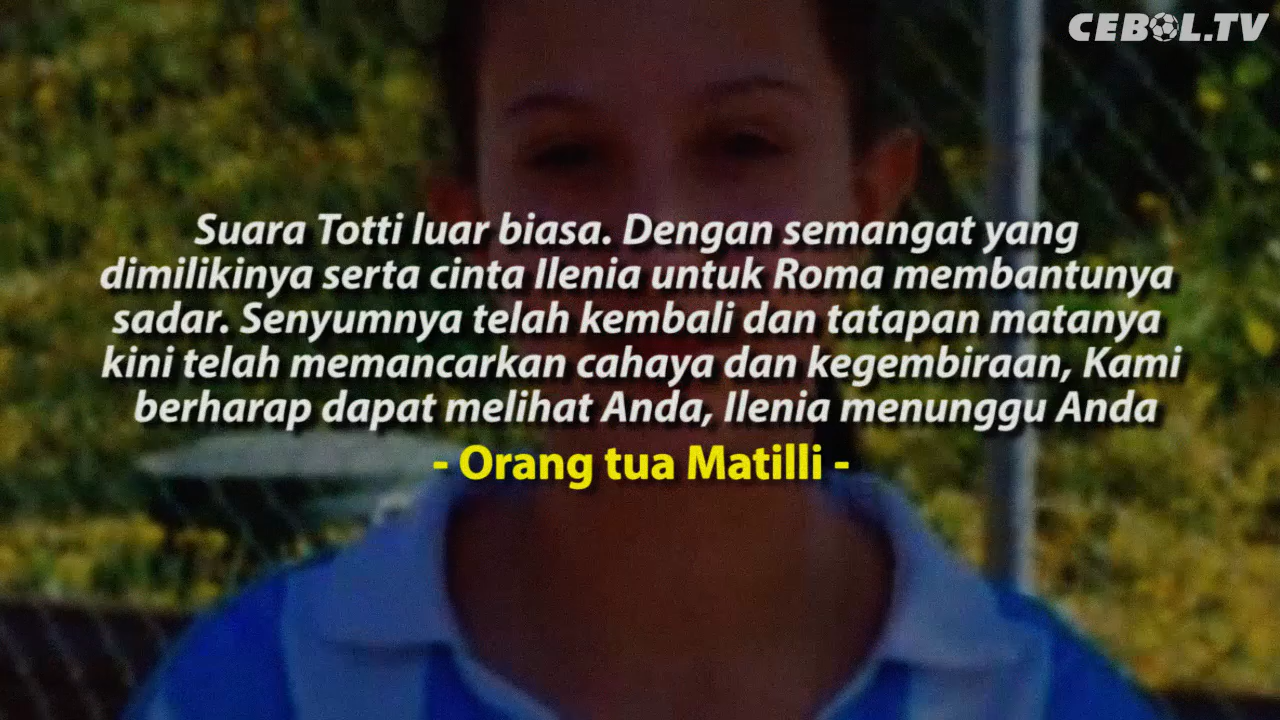 CEBOL.TV
Suara Totti luar biasa. Dengan semangat yang
dimilikinya serta cinta Ilenia untuk Roma membantunya
sadar. Senyumnya telah kembali dan tatapan matanya
kini telah memancarkan cahaya dan kegembiraan, Kami
berharap dapat melihat Anda, Ilenia menunggu Anda
- Orang tua Matilli -